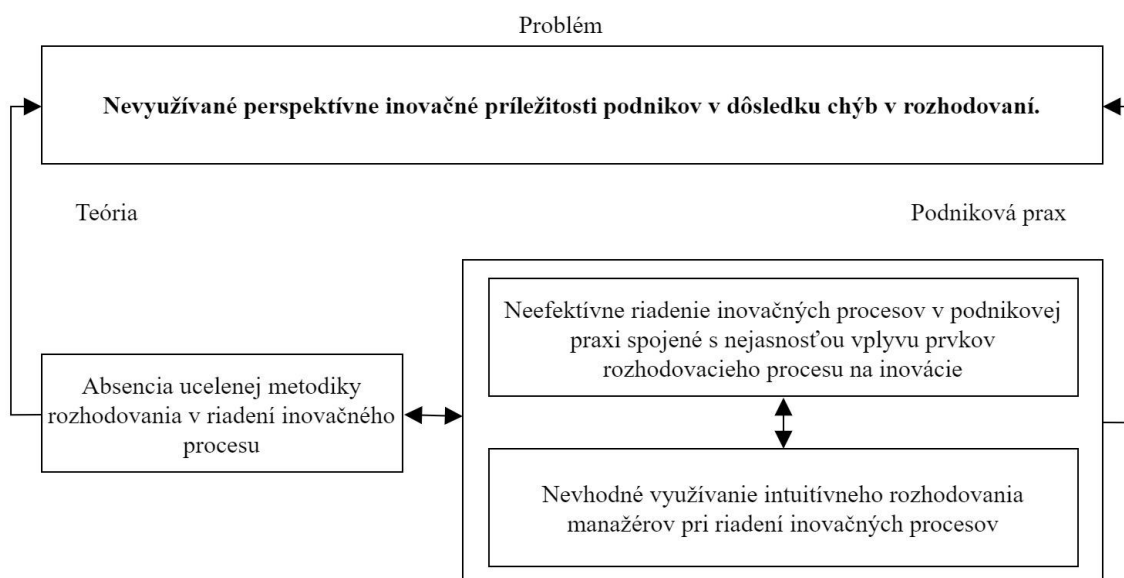 Problém
Nevyužívané perspektívne inovačné príležitosti podnikov v dôsledku chýb v rozhodovaní.
Teória
Podniková prax
Neefektívne riadenie inovačných procesov v podnikovej
praxi spojené s nejasnosťou vplyvu prvkov
rozhodovacieho procesu na inovácie
Absencia ucelenej metodiky
rozhodovania v riadení inovačného
procesu
Nevhodné využívanie intuitívneho rozhodovania
manažérov pri riadení inovačných procesov